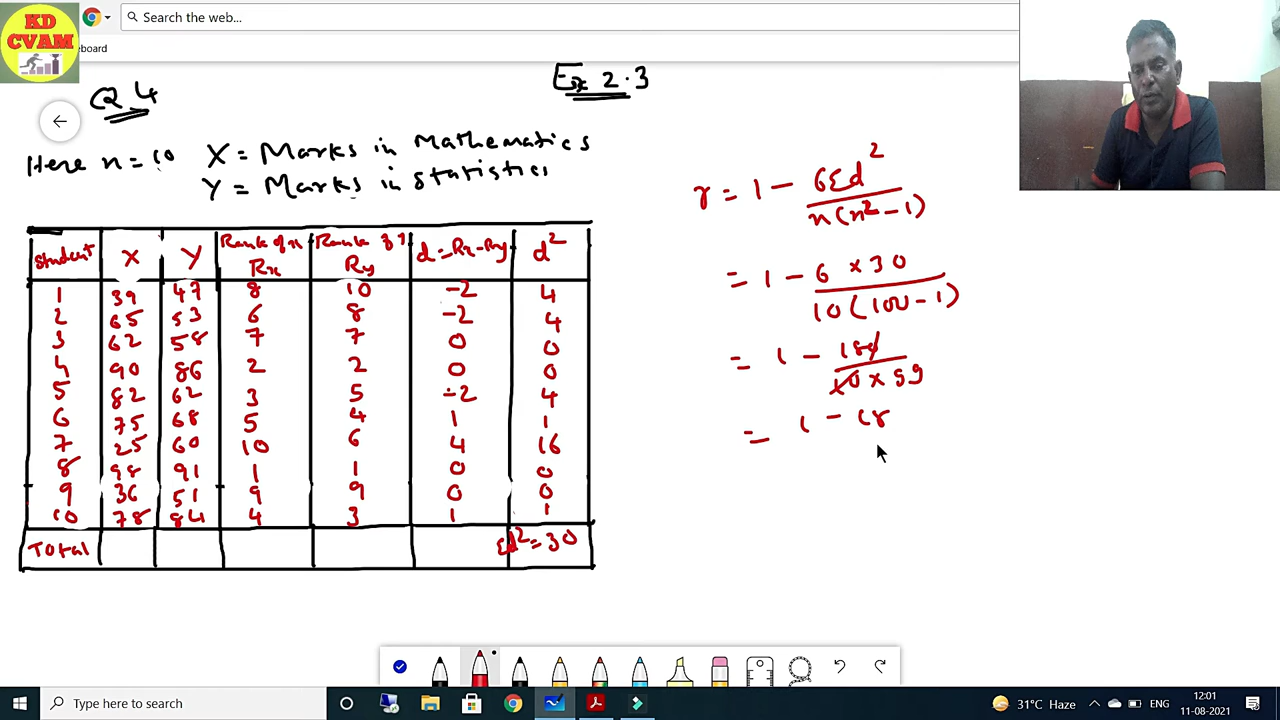 KD
CVAM
Search the web...
eboard
Q 4
Ex 2.3
Here n=10 X = Marks in Mathematics
Y = Marks in statistics
Student X Y Rank of x Rx Rank of y Ry d=Rx-Ry d²
1 39 47 8 10 -2 4
2 65 53 6 8 -2 4
3 62 58 7 7 0 0
4 90 86 2 2 0 0
5 82 62 3 5 -2 4
6 75 68 5 4 1 1
7 25 60 10 6 4 16
8 98 91 1 1 0 0
9 36 51 9 9 0 0
10 78 84 4 3 1 1
Total Σd²=30
r = 1 - 6Σd² / n(n²-1)
= 1 - 6 × 30 / 10(100-1)
= 1 - 180 / 10 × 99
= 1 - 18
Type here to search
31°C Haze
ENG
12:01
11-08-2021